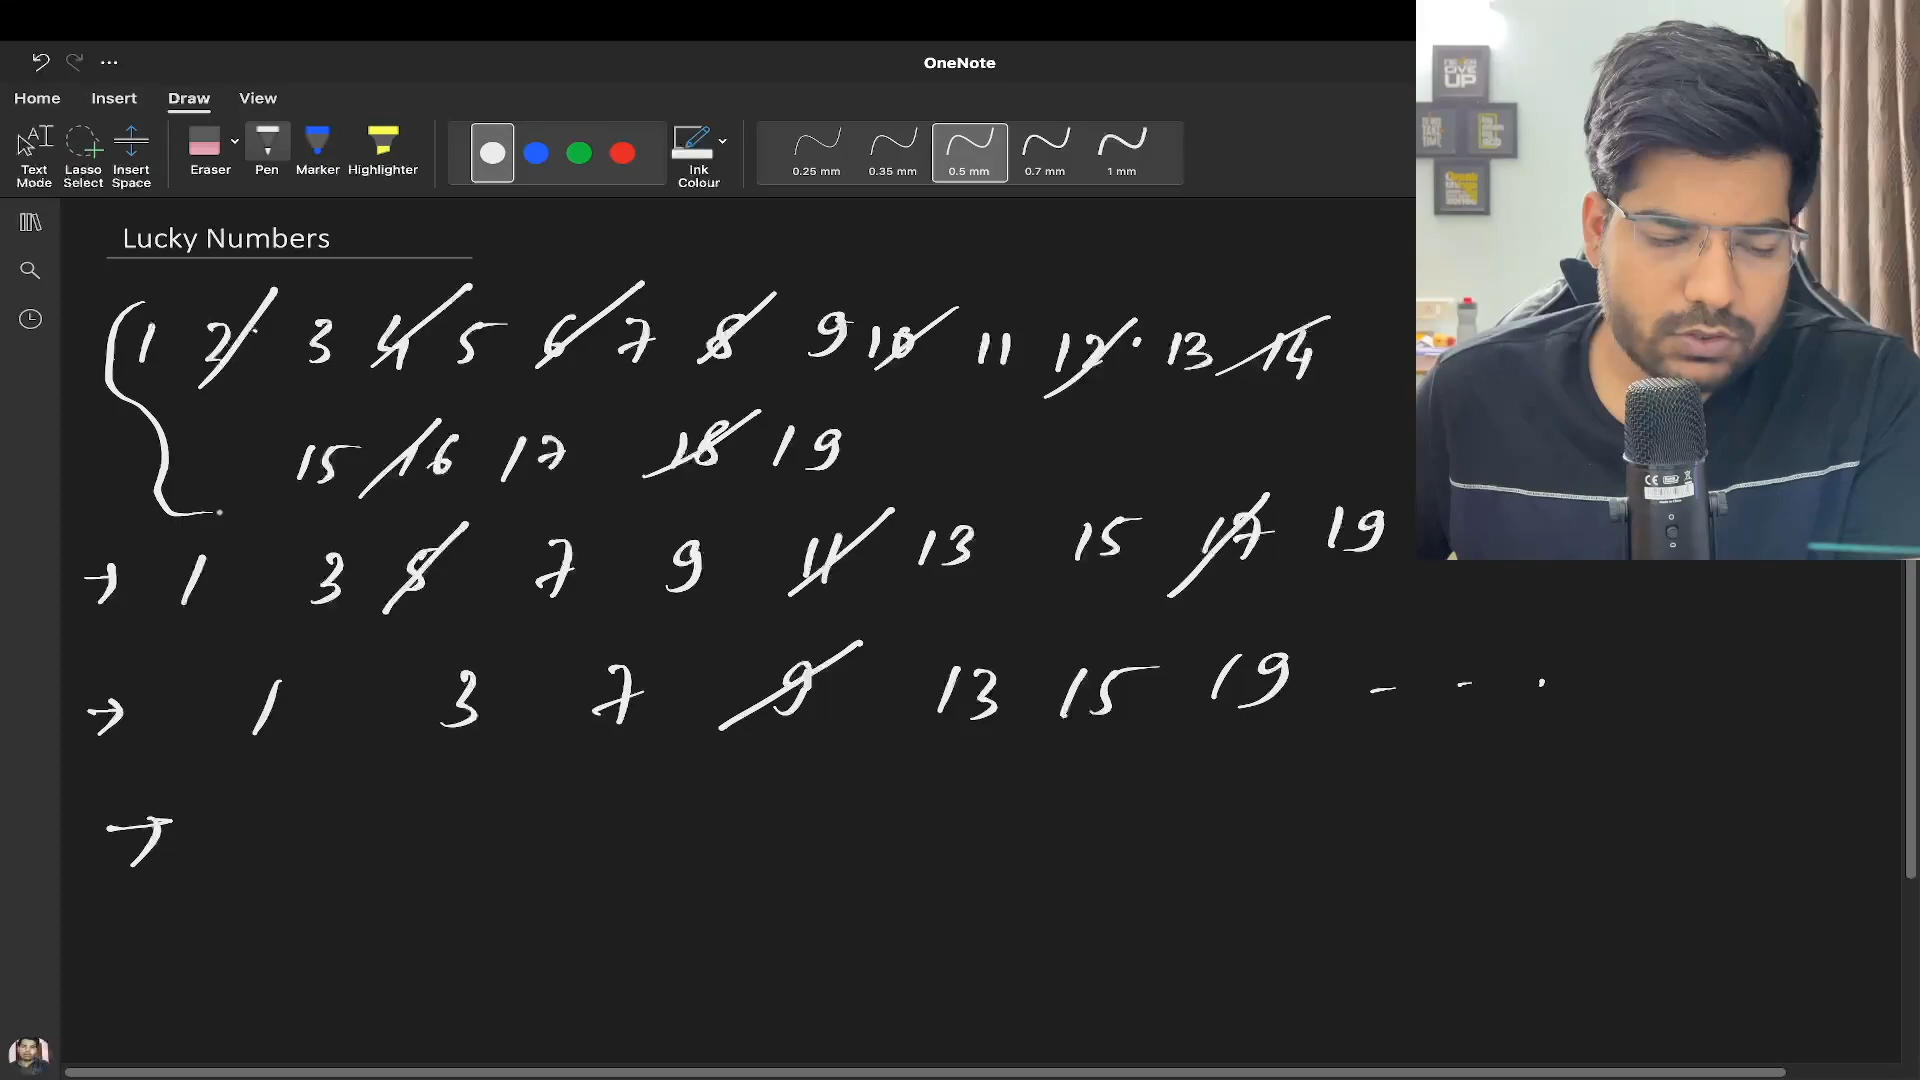 OneNote
Home Insert Draw View
Text Mode Lasso Select Insert Space Eraser Pen Marker Highlighter Ink Colour 0.25 mm 0.35 mm 0.5 mm 0.7 mm 1 mm
NEVER GIVE UP
Lucky Numbers
1 2 3 4 5 6 7 8 9 10 11 12 13 14
15 16 17 18 19
→ 1 3 5 7 9 11 13 15 17 19
→ 1 3 7 9 13 15 19 - - .
→